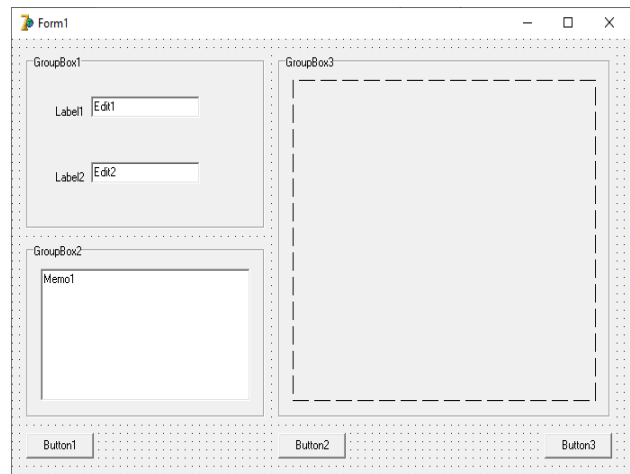 Form1
GroupBox1
Label1 Edit1
Label2 Edit2
GroupBox2
Memo1
GroupBox3
Button1 Button2 Button3